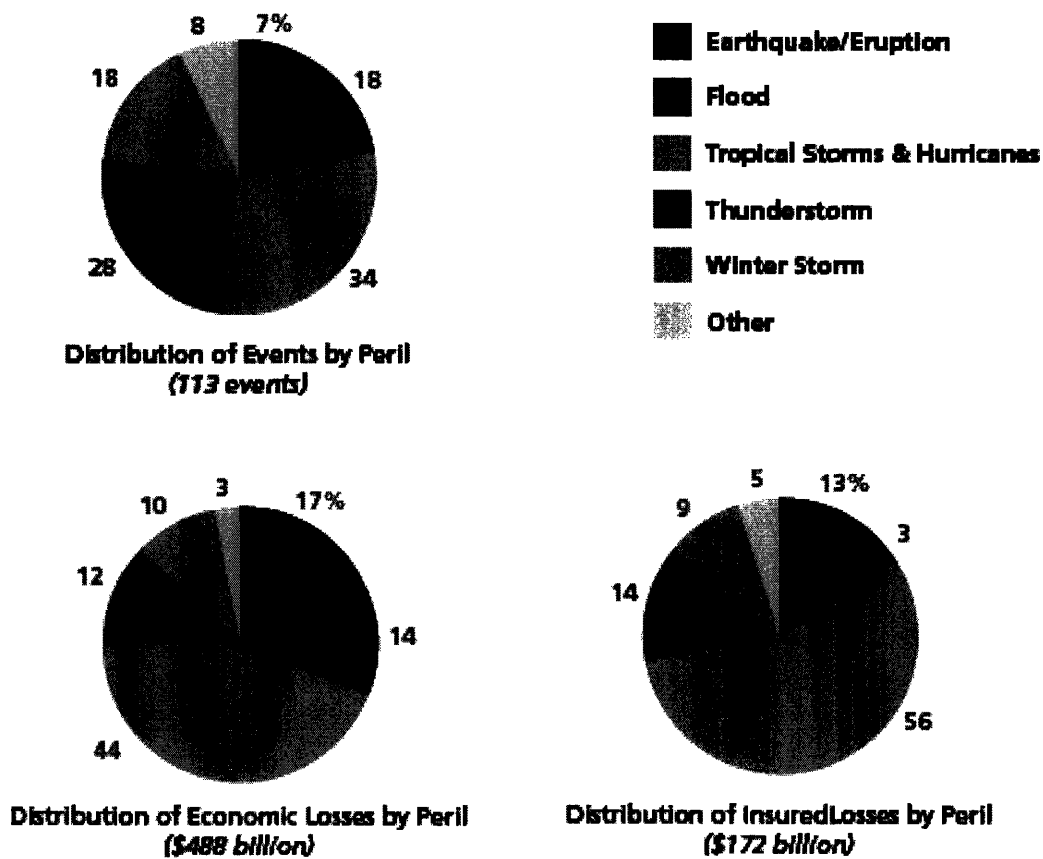 8
7%
18
18
28
34
Distribution of Events by Peril
(113 events)
Earthquake/Eruption
Flood
Tropical Storms & Hurricanes
Thunderstorm
Winter Storm
Other
3
17%
10
12
14
44
Distribution of Economic Losses by Peril
($488 billion)
5
13%
9
3
14
56
Distribution of InsuredLosses by Peril
($172 billion)